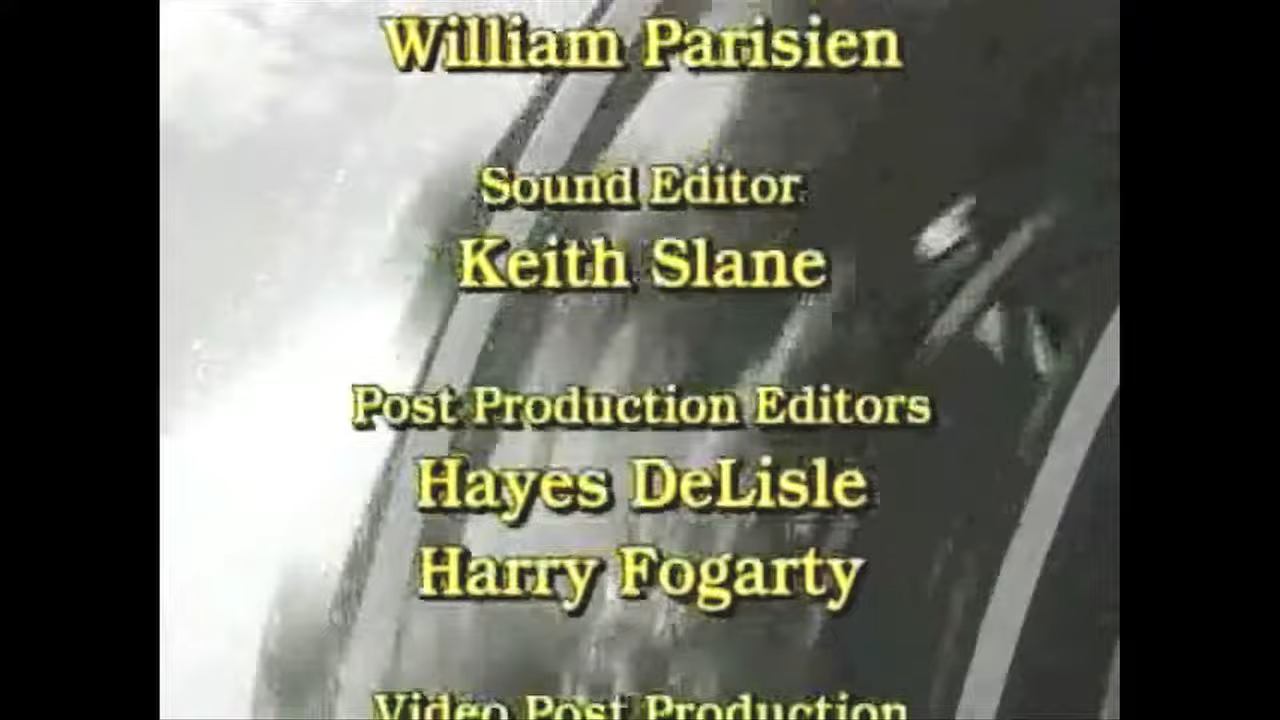 William Parisien
Sound Editor
Keith Slane
Post Production Editors
Hayes DeLisle
Harry Fogarty
Video Post Production